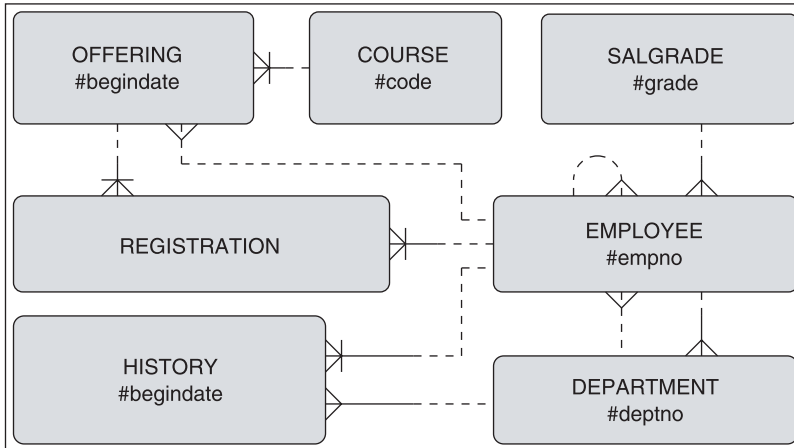 OFFERING
#begindate
COURSE
#code
SALGRADE
#grade
REGISTRATION
EMPLOYEE
#empno
HISTORY
#begindate
DEPARTMENT
#deptno